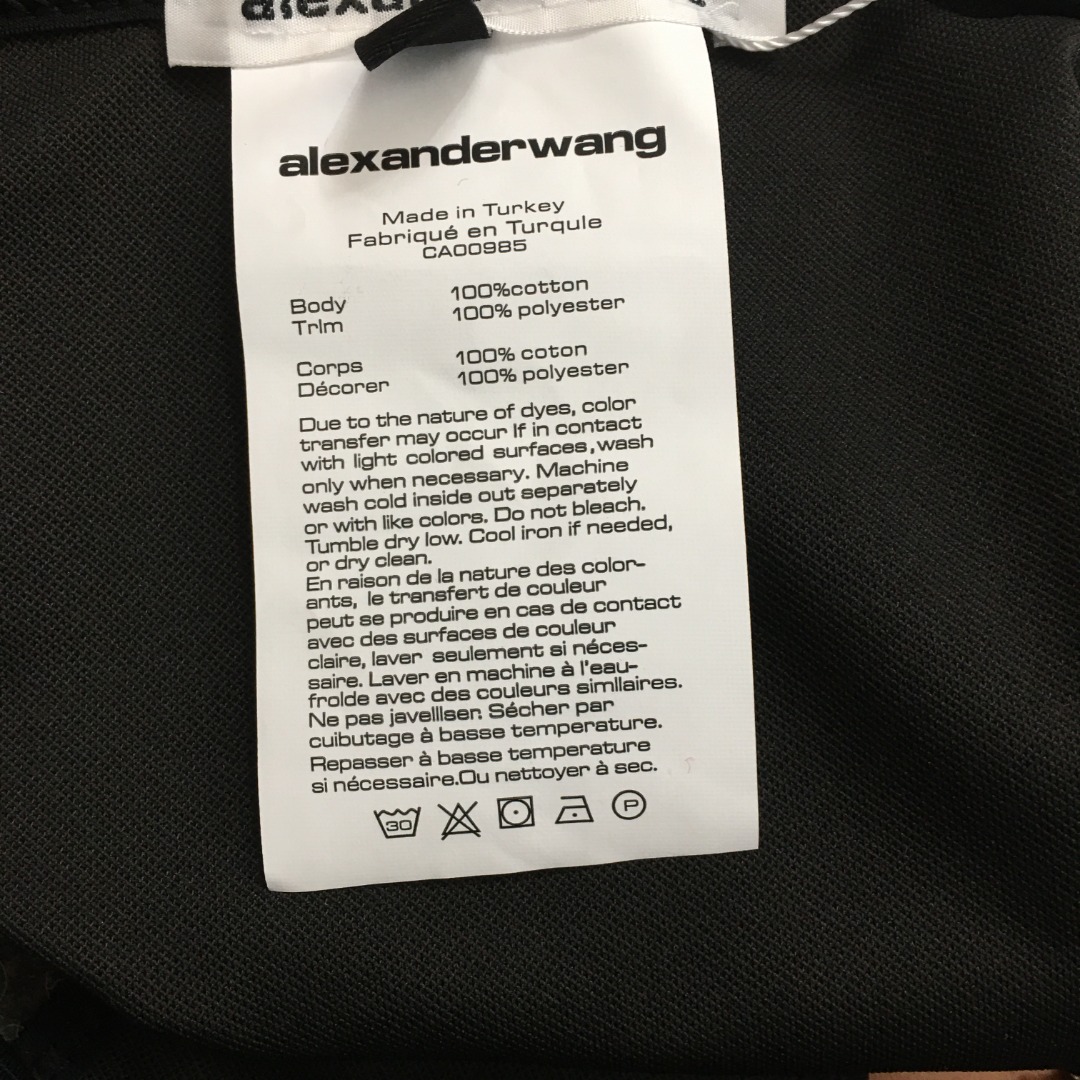 alexanderwang
Made in Turkey
Fabriqué en Turqule
CA00985
Body 100%cotton
Trlm 100% polyester
Corps 100% coton
Décorer 100% polyester
Due to the nature of dyes, color
transfer may occur If in contact
with light colored surfaces,wash
only when necessary. Machine
wash cold inside out separately
or with like colors. Do not bleach.
Tumble dry low. Cool iron if needed,
or dry clean.
En raison de la nature des color-
ants, le transfert de couleur
peut se produire en cas de contact
avec des surfaces de couleur
claire, laver seulement si néces-
saire. Laver en machine à l'eau-
frolde avec des couleurs simllaires.
Ne pas javelllser. Sécher par
cuibutage à basse temperature.
Repasser à basse temperature
si nécessaire.Ou nettoyer à sec.
30 P